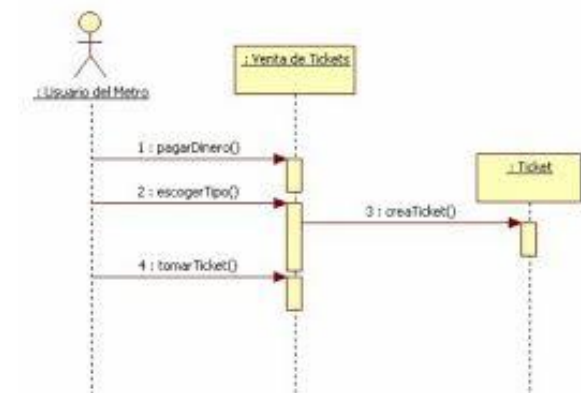 : Venta de Tickets
: Usuario del Metro
1 : pagarDinero()
: Ticket
2 : escogerTipo()
3 : creaTicket()
4 : tomarTicket()